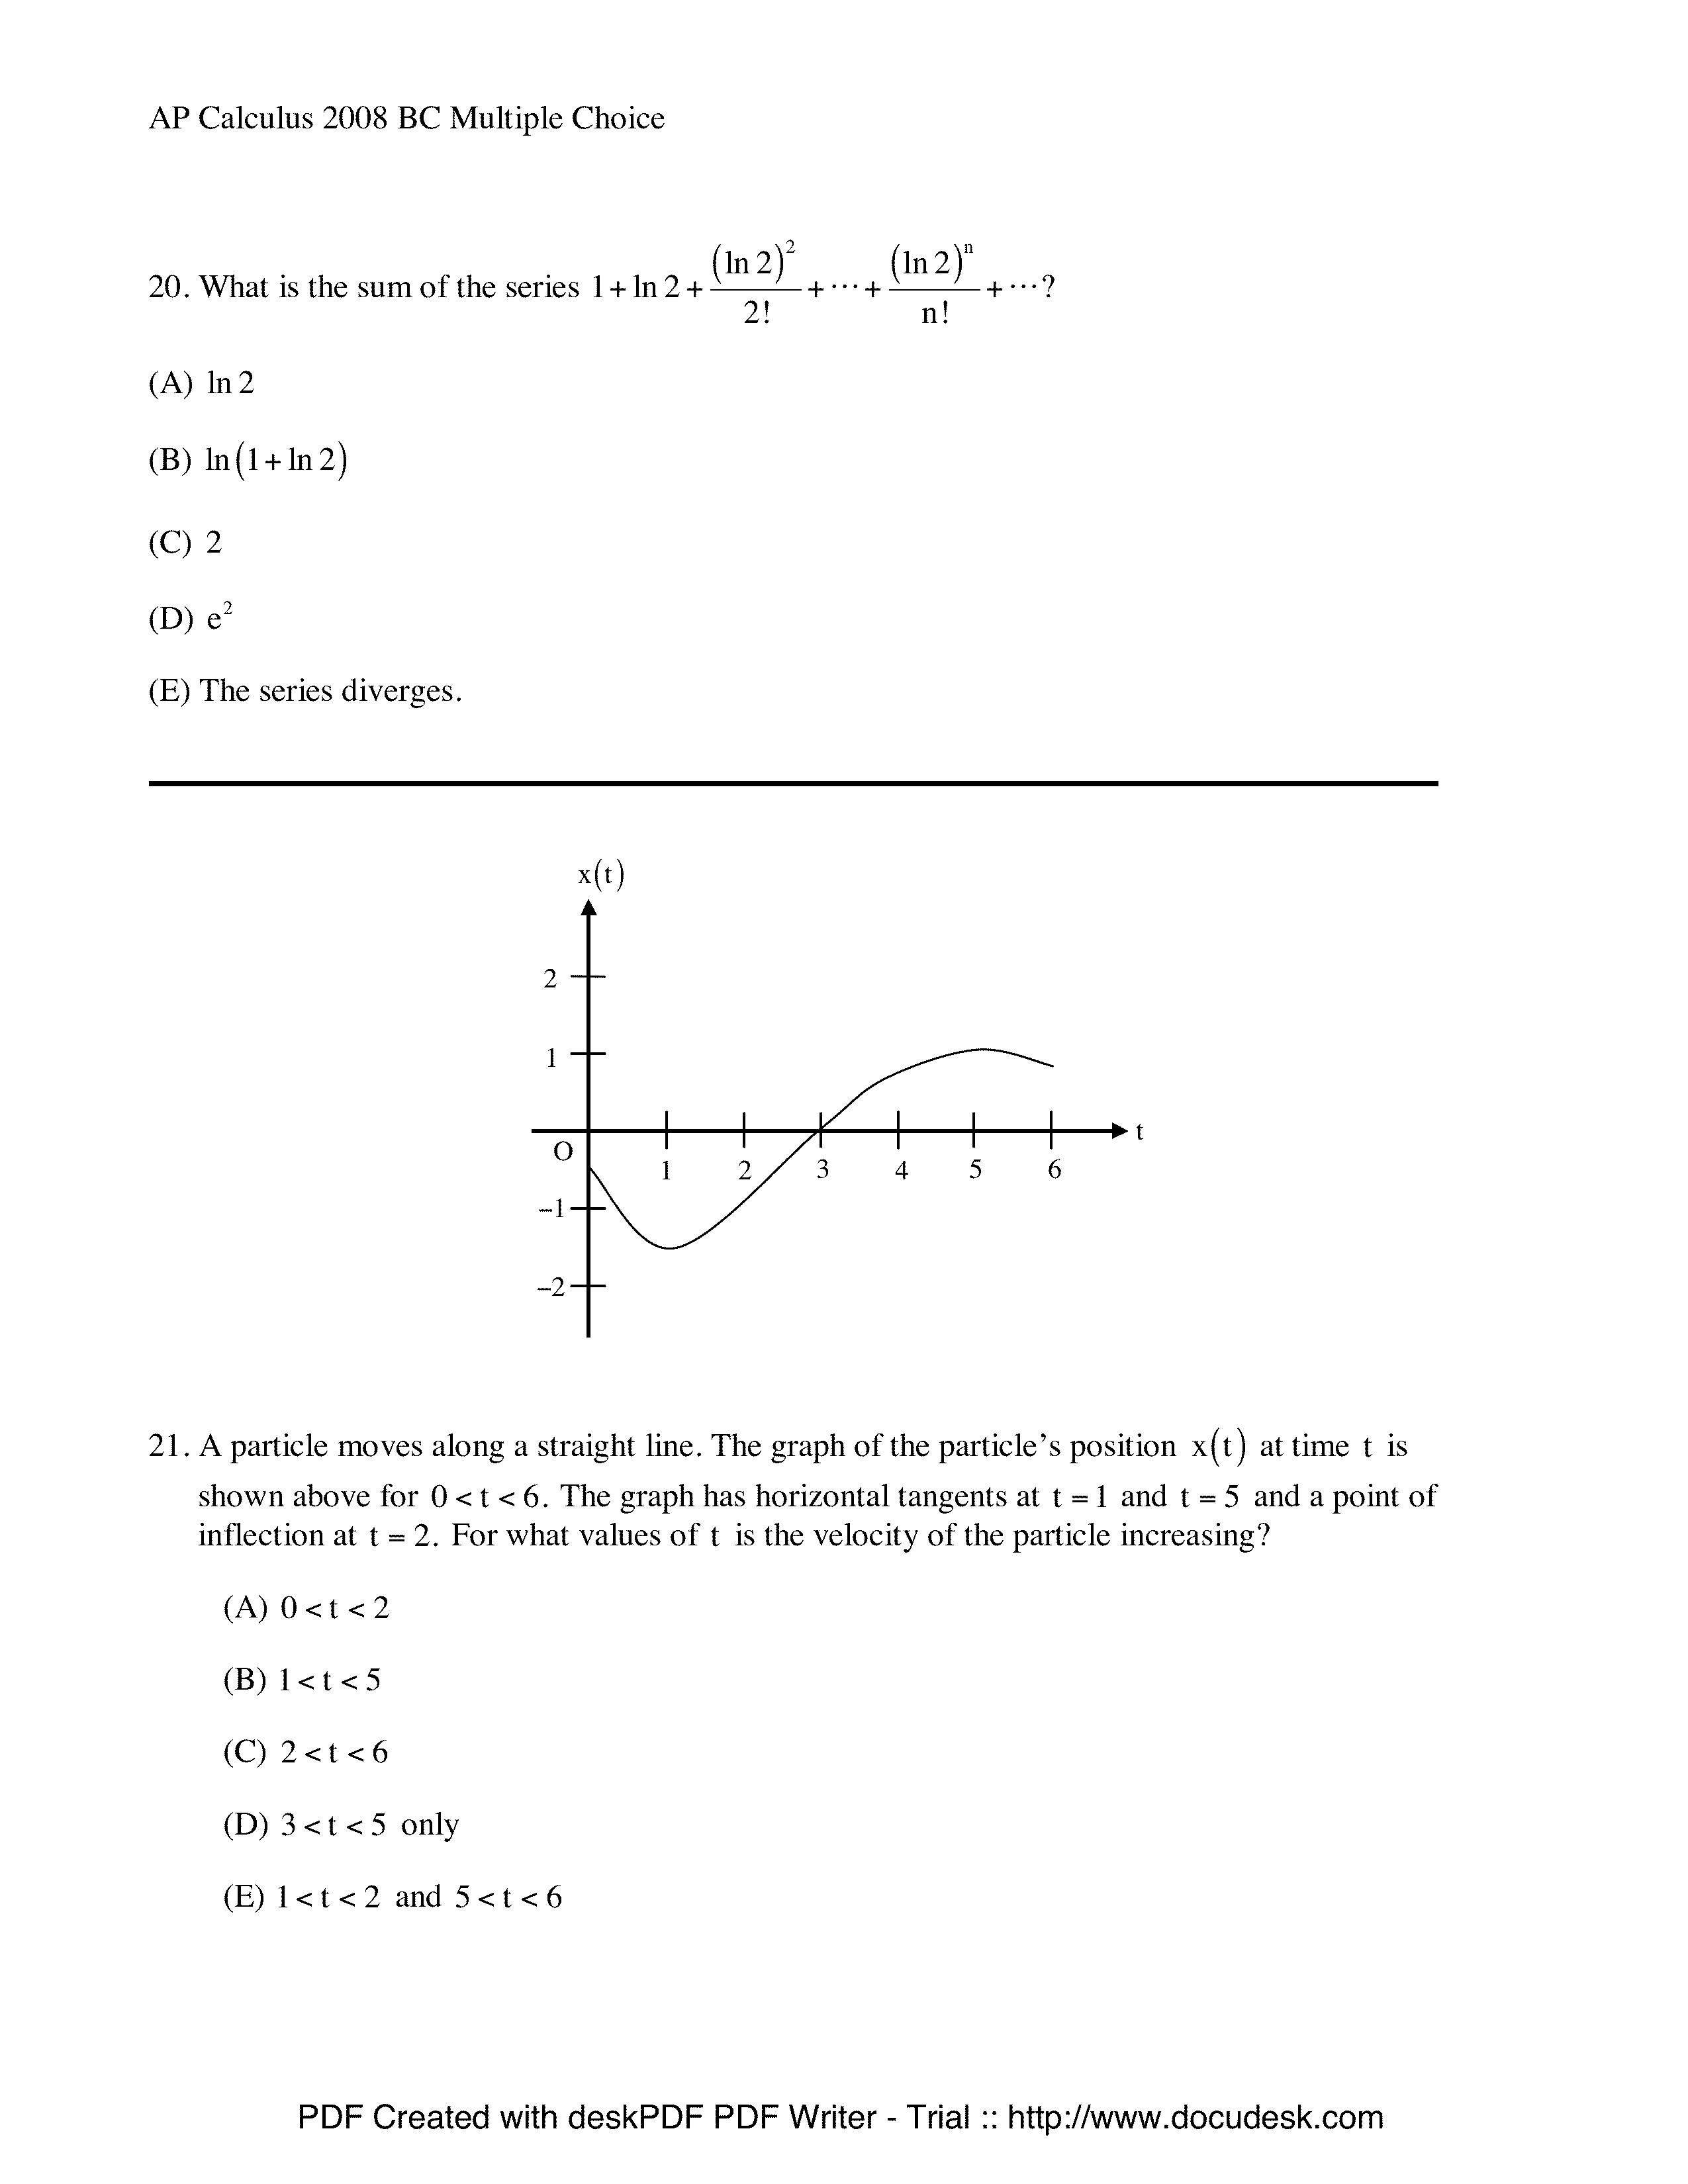 AP Calculus 2008 BC Multiple Choice
20. What is the sum of the series 1 + ln 2 + (ln 2)^2/2! + ⋯ + (ln 2)^n/n! + ⋯?
(A) ln 2
(B) ln(1 + ln 2)
(C) 2
(D) e^2
(E) The series diverges.
x(t)
2
1
t
O
1 2 3 4 5 6
–1
–2
21. A particle moves along a straight line. The graph of the particle’s position x(t) at time t is
shown above for 0 < t < 6. The graph has horizontal tangents at t = 1 and t = 5 and a point of
inflection at t = 2. For what values of t is the velocity of the particle increasing?
(A) 0 < t < 2
(B) 1 < t < 5
(C) 2 < t < 6
(D) 3 < t < 5 only
(E) 1 < t < 2 and 5 < t < 6
PDF Created with deskPDF PDF Writer - Trial :: http://www.docudesk.com